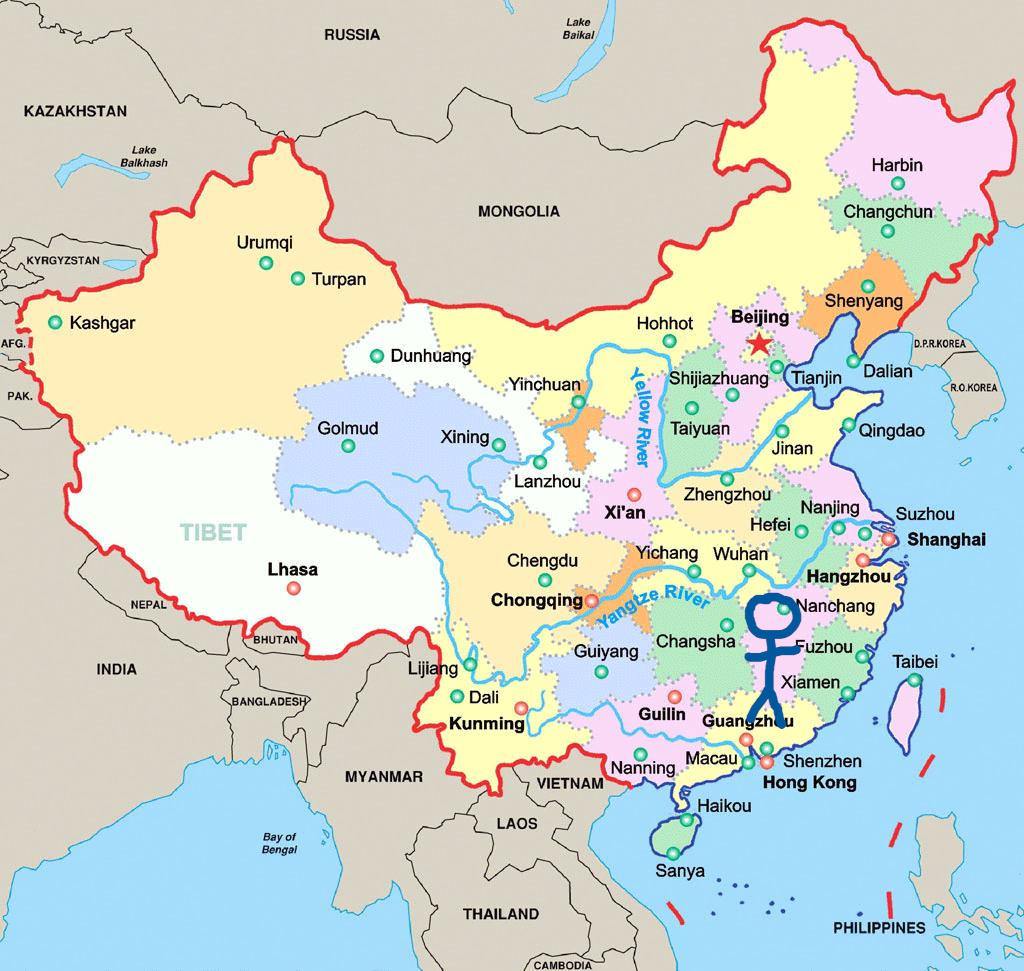 RUSSIA
Lake
Baikal
KAZAKHSTAN
Lake
Balkhash
Harbin
MONGOLIA
Changchun
Urumqi
KYRGYZSTAN
Turpan
Shenyang
Kashgar
Hohhot
Beijing
AFG.
Dunhuang
D.P.R.KOREA
Dalian
Tianjin
Shijiazhuang
Yinchuan
R.O.KOREA
PAK.
Yellow River
Taiyuan
Qingdao
Golmud
Xining
Jinan
Lanzhou
Zhengzhou
Xi'an
Nanjing
Suzhou
Hefei
TIBET
Shanghai
Yichang
Wuhan
Chengdu
Hangzhou
Lhasa
Chongqing
Yangtze River
Nanchang
NEPAL
Changsha
BHUTAN
Fuzhou
Guiyang
Taibei
INDIA
Lijiang
Xiamen
Dali
BANGLADESH
Guilin
Guangzhou
Kunming
Macau
Shenzhen
Nanning
MYANMAR
VIETNAM
Hong Kong
Haikou
LAOS
Bay of
Bengal
Sanya
THAILAND
PHILIPPINES
CAMBODIA